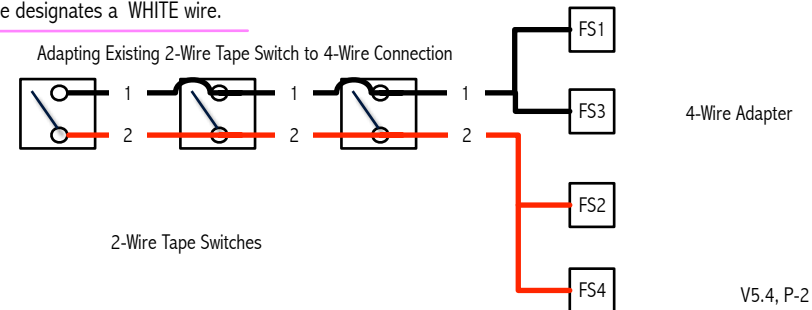 e designates a  WHITE wire.
Adapting Existing 2-Wire Tape Switch to 4-Wire Connection
FS1
1
1
1
FS3
4-Wire Adapter
2
2
2
FS2
2-Wire Tape Switches
FS4
V5.4, P-2